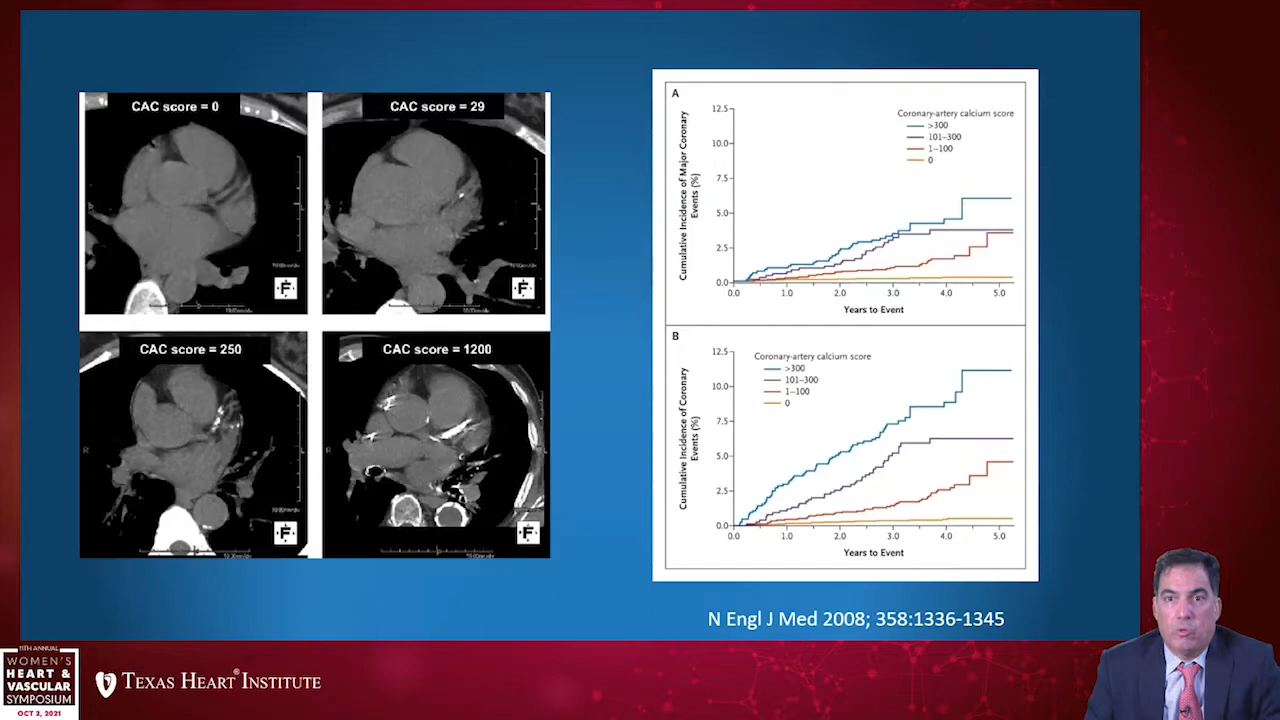 CAC score = 0
CAC score = 29
CAC score = 250
CAC score = 1200
F
F
F
F
R
R
A
Cumulative Incidence of Major Coronary
Events (%)
12.5
10.0
7.5
5.0
2.5
0.0
0.0 1.0 2.0 3.0 4.0 5.0
Years to Event
Coronary-artery calcium score
>300
101–300
1–100
0
B
Cumulative Incidence of Coronary
Events (%)
12.5
10.0
7.5
5.0
2.5
0.0
0.0 1.0 2.0 3.0 4.0 5.0
Years to Event
Coronary-artery calcium score
>300
101–300
1–100
0
N Engl J Med 2008; 358:1336-1345
11TH ANNUAL
WOMEN'S
HEART &
VASCULAR
SYMPOSIUM
OCT 2, 2021
TEXAS HEART® INSTITUTE